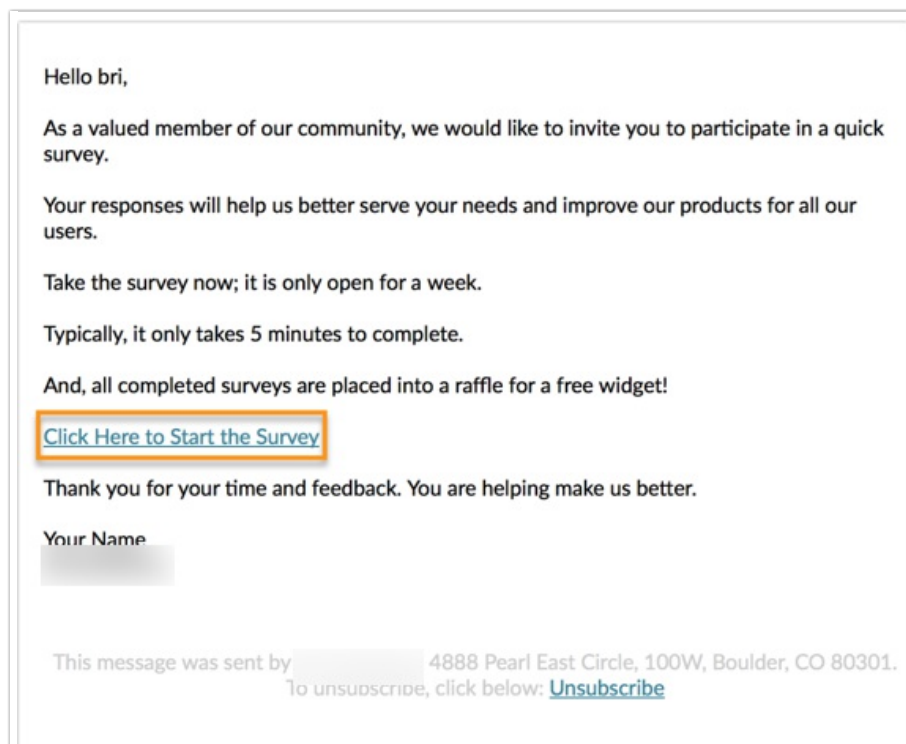 Hello bri,
As a valued member of our community, we would like to invite you to participate in a quick
survey.
Your responses will help us better serve your needs and improve our products for all our
users.
Take the survey now; it is only open for a week.
Typically, it only takes 5 minutes to complete.
And, all completed surveys are placed into a raffle for a free widget!
Click Here to Start the Survey
Thank you for your time and feedback. You are helping make us better.
Your Name
This message was sent by 4888 Pearl East Circle, 100W, Boulder, CO 80301.
To unsubscribe, click below: Unsubscribe